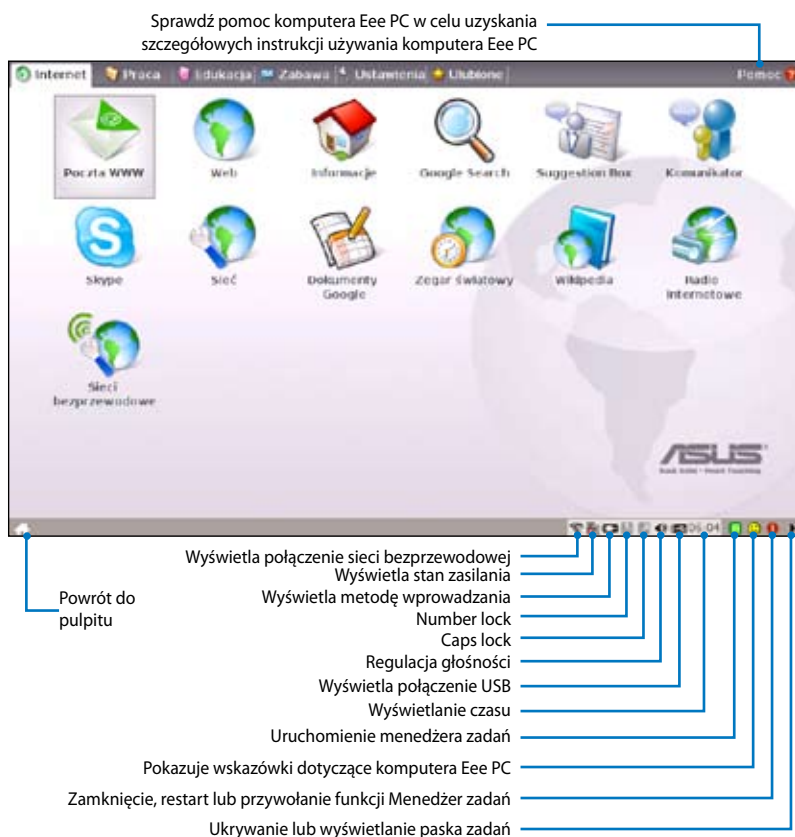 Sprawdź pomoc komputera Eee PC w celu uzyskania
szczegółowych instrukcji używania komputera Eee PC
Internet Praca Edukacja Zabawa Ustawienia Ulubione Pomoc
Poczta WWW Web Informacje Google Search Suggestion Box Komunikator
Skype Sieć Dokumenty Google Zegar światowy Wikipedia Radio Internetowe
Sieci bezprzewodowe
ASUS
06:04
Wyświetla połączenie sieci bezprzewodowej
Wyświetla stan zasilania
Powrót do
pulpitu
Wyświetla metodę wprowadzania
Number lock
Caps lock
Regulacja głośności
Wyświetla połączenie USB
Wyświetlanie czasu
Uruchomienie menedżera zadań
Pokazuje wskazówki dotyczące komputera Eee PC
Zamknięcie, restart lub przywołanie funkcji Menedżer zadań
Ukrywanie lub wyświetlanie paska zadań